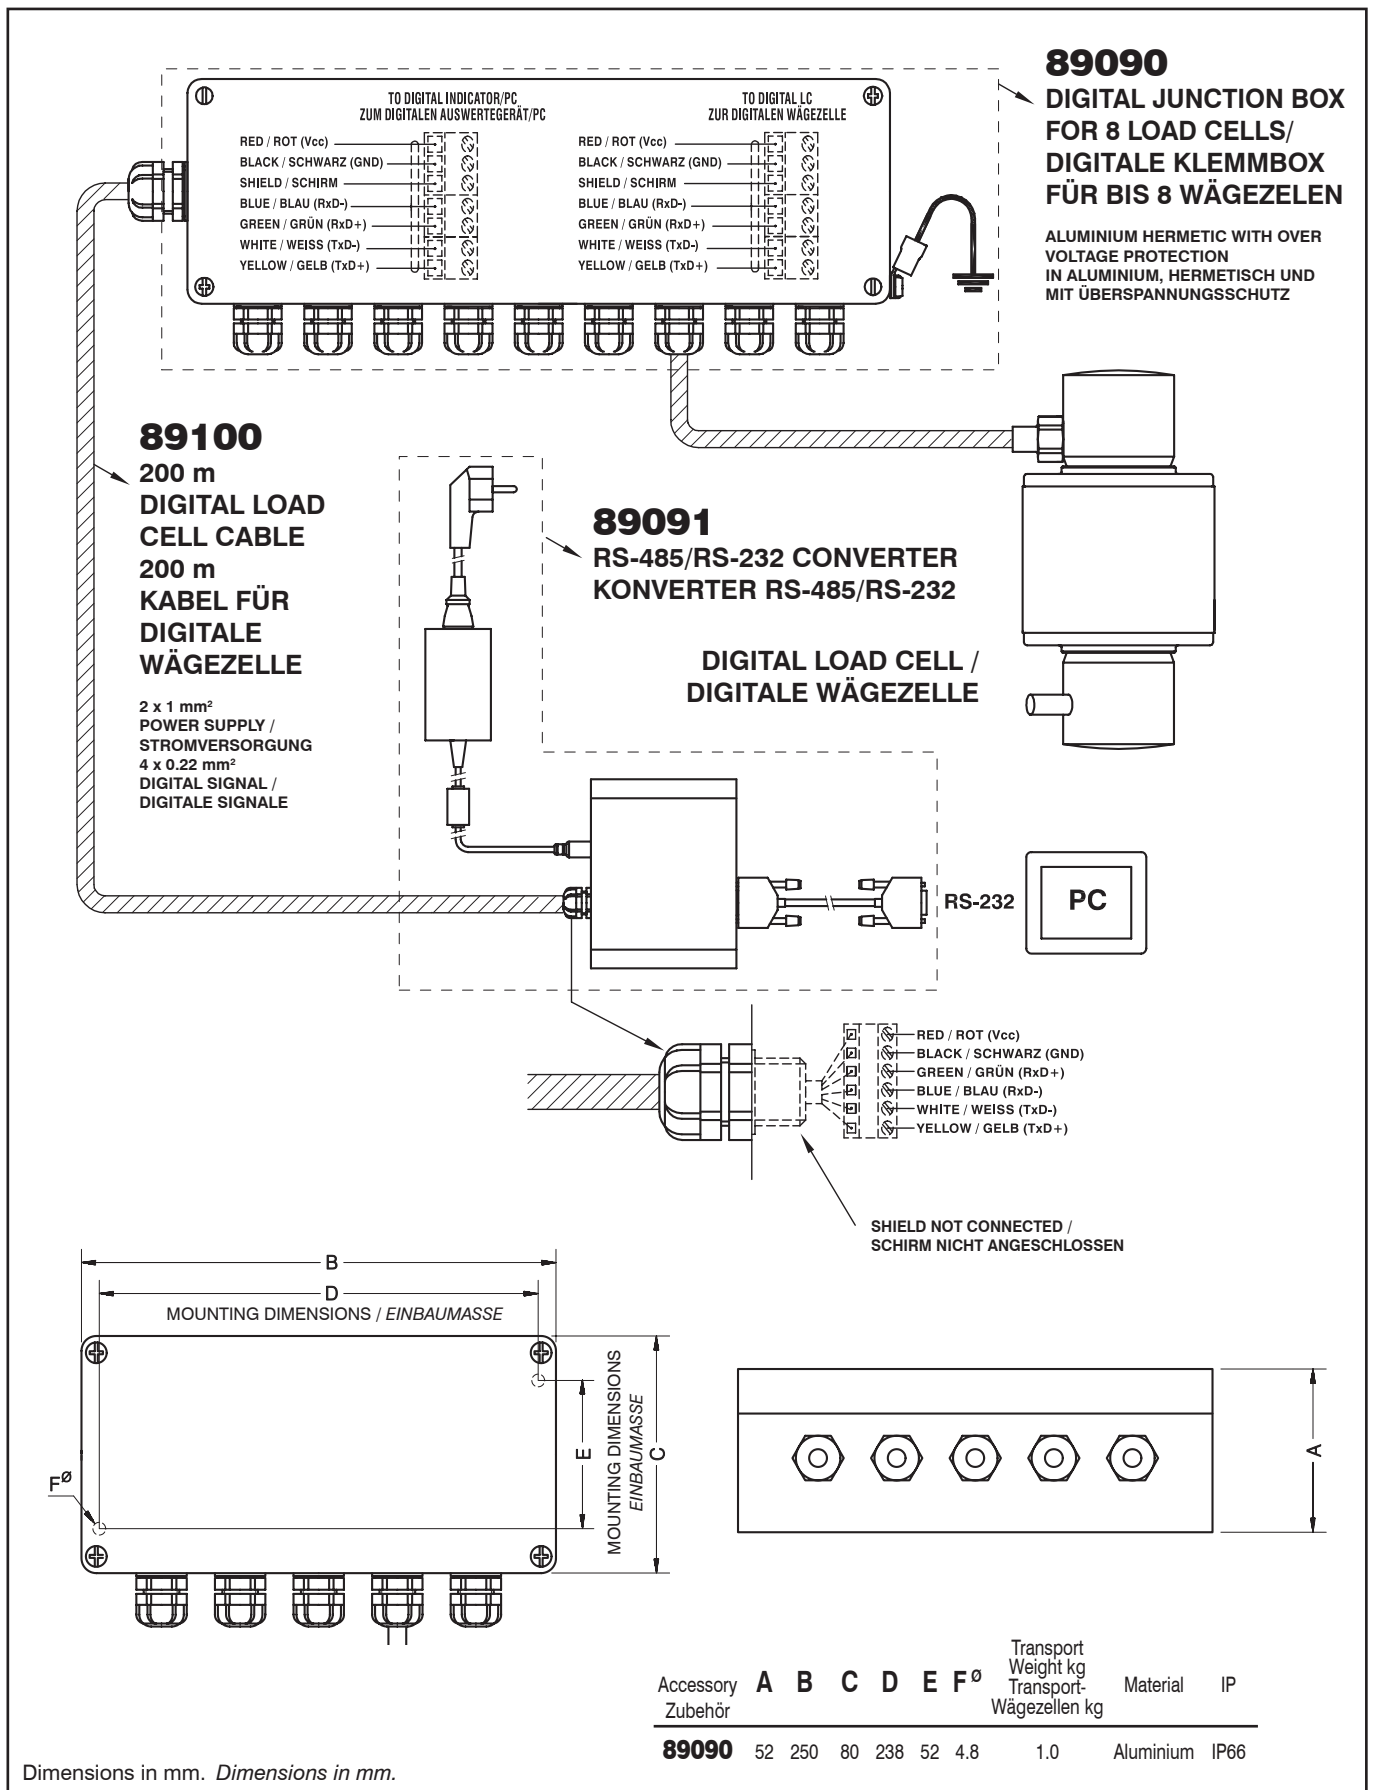 89090
DIGITAL JUNCTION BOX
FOR 8 LOAD CELLS/
DIGITALE KLEMMBOX
FÜR BIS 8 WÄGEZELEN
ALUMINIUM HERMETIC WITH OVER
VOLTAGE PROTECTION
IN ALUMINIUM, HERMETISCH UND
MIT ÜBERSPANNUNGSSCHUTZ
TO DIGITAL INDICATOR/PC
ZUM DIGITALEN AUSWERTEGERÄT/PC
RED / ROT (Vcc)
BLACK / SCHWARZ (GND)
SHIELD / SCHIRM
BLUE / BLAU (RxD-)
GREEN / GRÜN (RxD+)
WHITE / WEISS (TxD-)
YELLOW / GELB (TxD+)
TO DIGITAL LC
ZUR DIGITALEN WÄGEZELLE
RED / ROT (Vcc)
BLACK / SCHWARZ (GND)
SHIELD / SCHIRM
BLUE / BLAU (RxD-)
GREEN / GRÜN (RxD+)
WHITE / WEISS (TxD-)
YELLOW / GELB (TxD+)
89100
200 m
DIGITAL LOAD
CELL CABLE
200 m
KABEL FÜR
DIGITALE
WÄGEZELLE
2 x 1 mm²
POWER SUPPLY /
STROMVERSORGUNG
4 x 0.22 mm²
DIGITAL SIGNAL /
DIGITALE SIGNALE
89091
RS-485/RS-232 CONVERTER
KONVERTER RS-485/RS-232
DIGITAL LOAD CELL /
DIGITALE WÄGEZELLE
RS-232
PC
RED / ROT (Vcc)
BLACK / SCHWARZ (GND)
GREEN / GRÜN (RxD+)
BLUE / BLAU (RxD-)
WHITE / WEISS (TxD-)
YELLOW / GELB (TxD+)
SHIELD NOT CONNECTED /
SCHIRM NICHT ANGESCHLOSSEN
B
D
MOUNTING DIMENSIONS / EINBAUMASSE
E
MOUNTING DIMENSIONS
EINBAUMASSE
C
F Ø
A
Accessory Zubehör A B C D E F Ø Transport Weight kg Transport- Wägezellen kg Material IP
89090 52 250 80 238 52 4.8 1.0 Aluminium IP66
Dimensions in mm. Dimensions in mm.